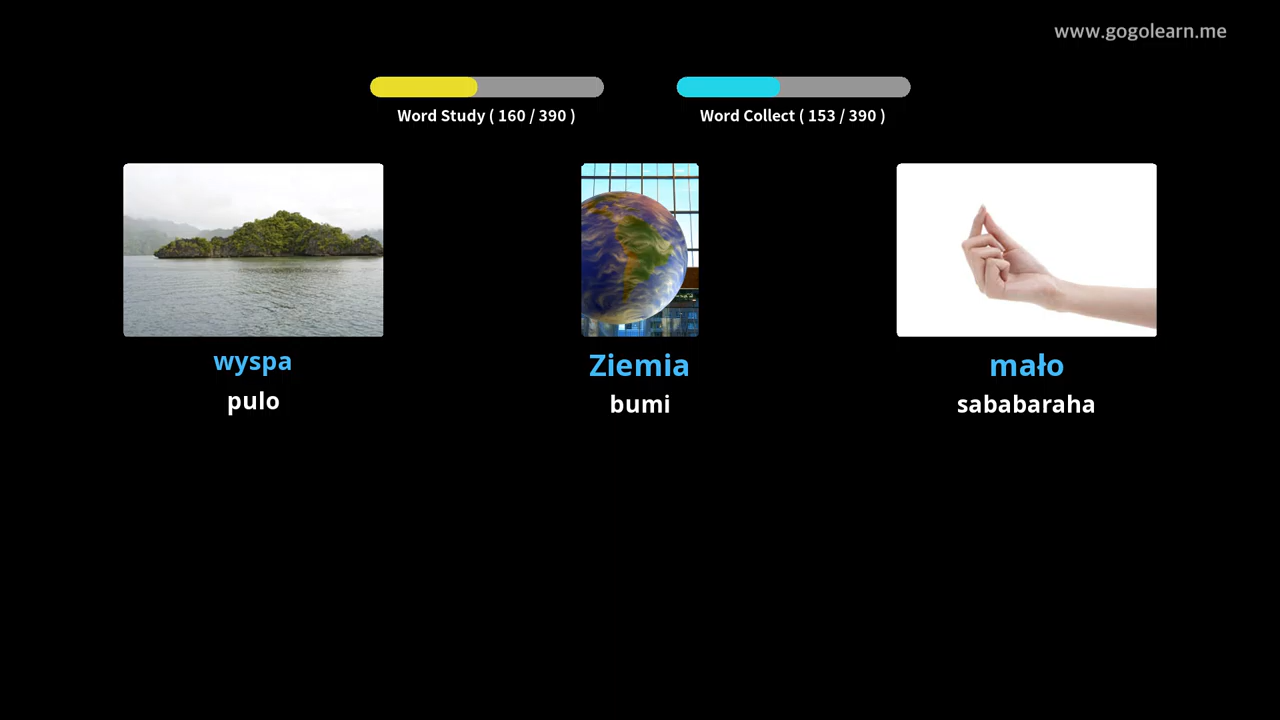 www.gogolearn.me
Word Study ( 160 / 390 )
Word Collect ( 153 / 390 )
wyspa
pulo
Ziemia
bumi
mało
sababaraha